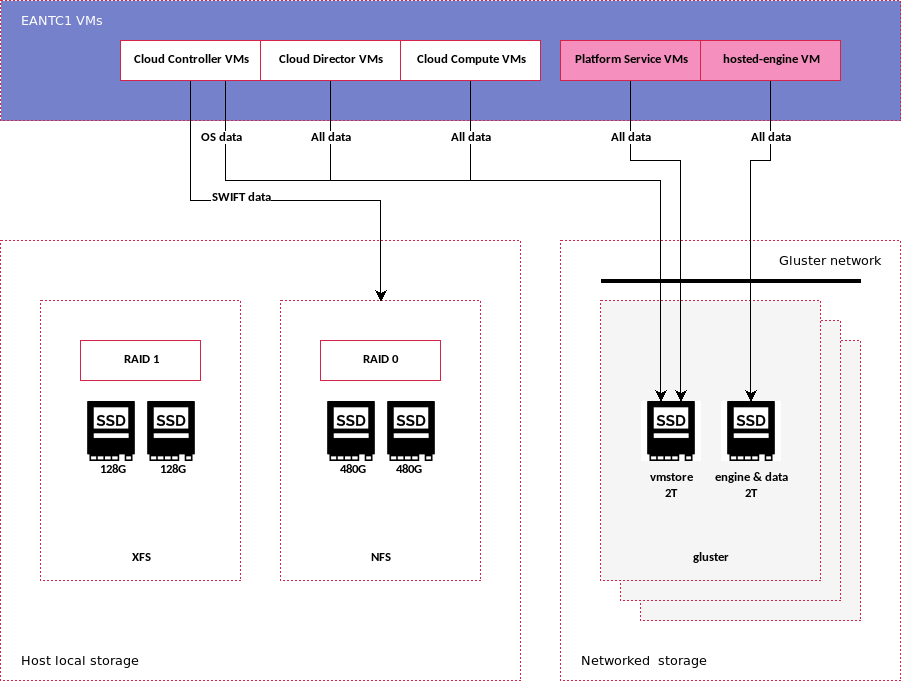 EANTC1 VMs
Cloud Controller VMs
Cloud Director VMs
Cloud Compute VMs
Platform Service VMs
hosted-engine VM
OS data
All data
All data
All data
All data
SWIFT data
Gluster network
RAID 1
RAID 0
SSD
SSD
SSD
SSD
SSD
SSD
128G
128G
480G
480G
vmstore
2T
engine & data
2T
XFS
NFS
gluster
Host local storage
Networked  storage